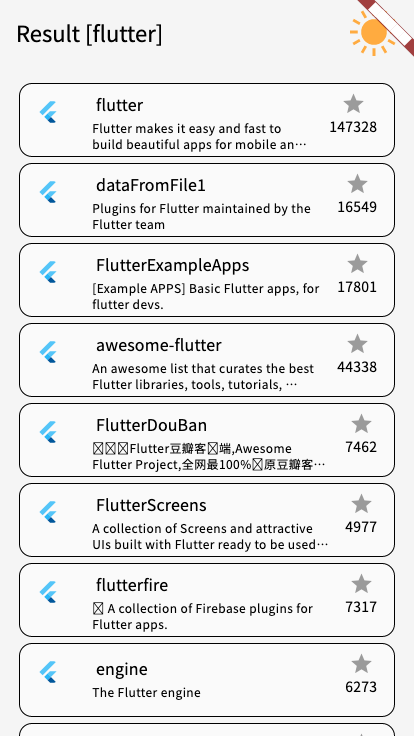 Result [flutter]
flutter
147328
Flutter makes it easy and fast to
build beautiful apps for mobile an…
dataFromFile1
16549
Plugins for Flutter maintained by the
Flutter team
FlutterExampleApps
17801
[Example APPS] Basic Flutter apps, for
flutter devs.
awesome-flutter
44338
An awesome list that curates the best
Flutter libraries, tools, tutorials, …
FlutterDouBan
7462
Flutter豆瓣客端,Awesome
Flutter Project,全网最100%原豆瓣客…
FlutterScreens
4977
A collection of Screens and attractive
UIs built with Flutter ready to be used…
flutterfire
7317
A collection of Firebase plugins for
Flutter apps.
engine
6273
The Flutter engine